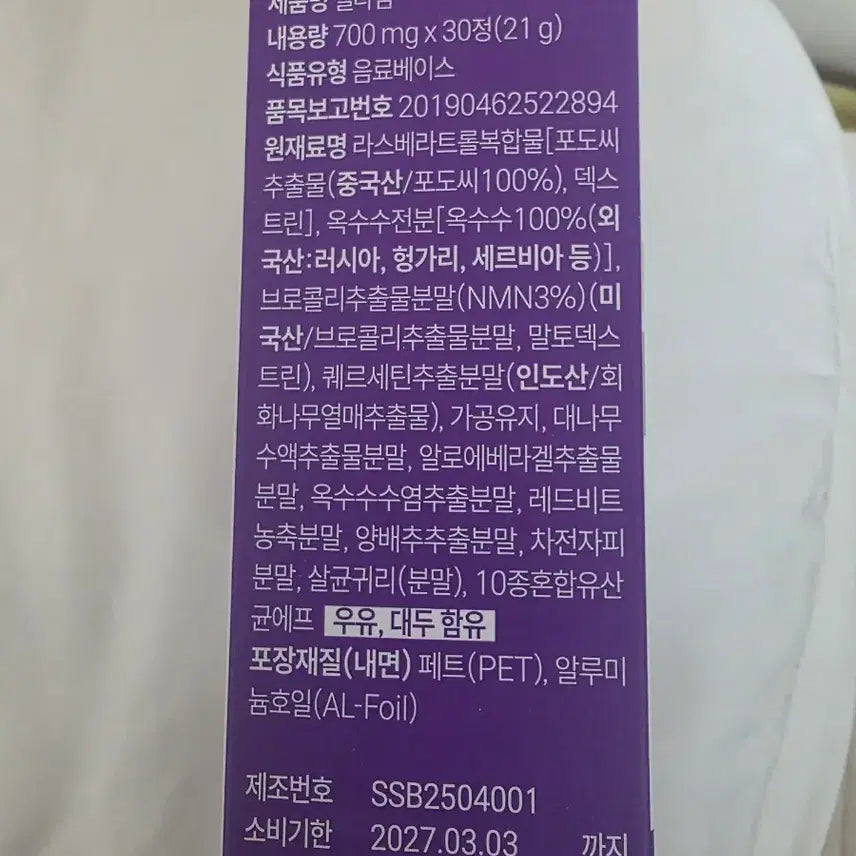 제품명
내용량 700 mg x 30정(21 g)
식품유형 음료베이스
품목보고번호 20190462522894
원재료명 라스베라트롤복합물[포도씨
추출물(중국산/포도씨100%), 덱스
트린], 옥수수전분[옥수수100%(외
국산:러시아, 헝가리, 세르비아 등)],
브로콜리추출물분말(NMN3%)(미
국산/브로콜리추출물분말, 말토덱스
트린), 퀘르세틴추출분말(인도산/회
화나무열매추출물), 가공유지, 대나무
수액추출물분말, 알로에베라겔추출물
분말, 옥수수수염추출분말, 레드비트
농축분말, 양배추추출분말, 차전자피
분말, 살균귀리(분말), 10종혼합유산
균에프 우유, 대두 함유
포장재질(내면) 페트(PET), 알루미
늄호일(AL-Foil)
제조번호 SSB2504001
소비기한 2027.03.03 까지